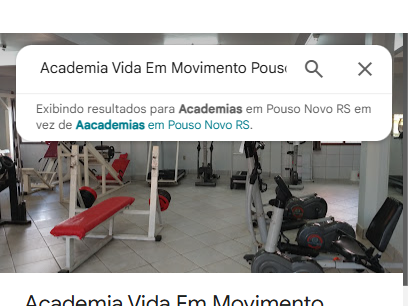 Academia Vida Em Movimento Pouso
Exibindo resultados para Academias em Pouso Novo RS em
vez de Aacademias em Pouso Novo RS.
Academia Vida Em Movimento